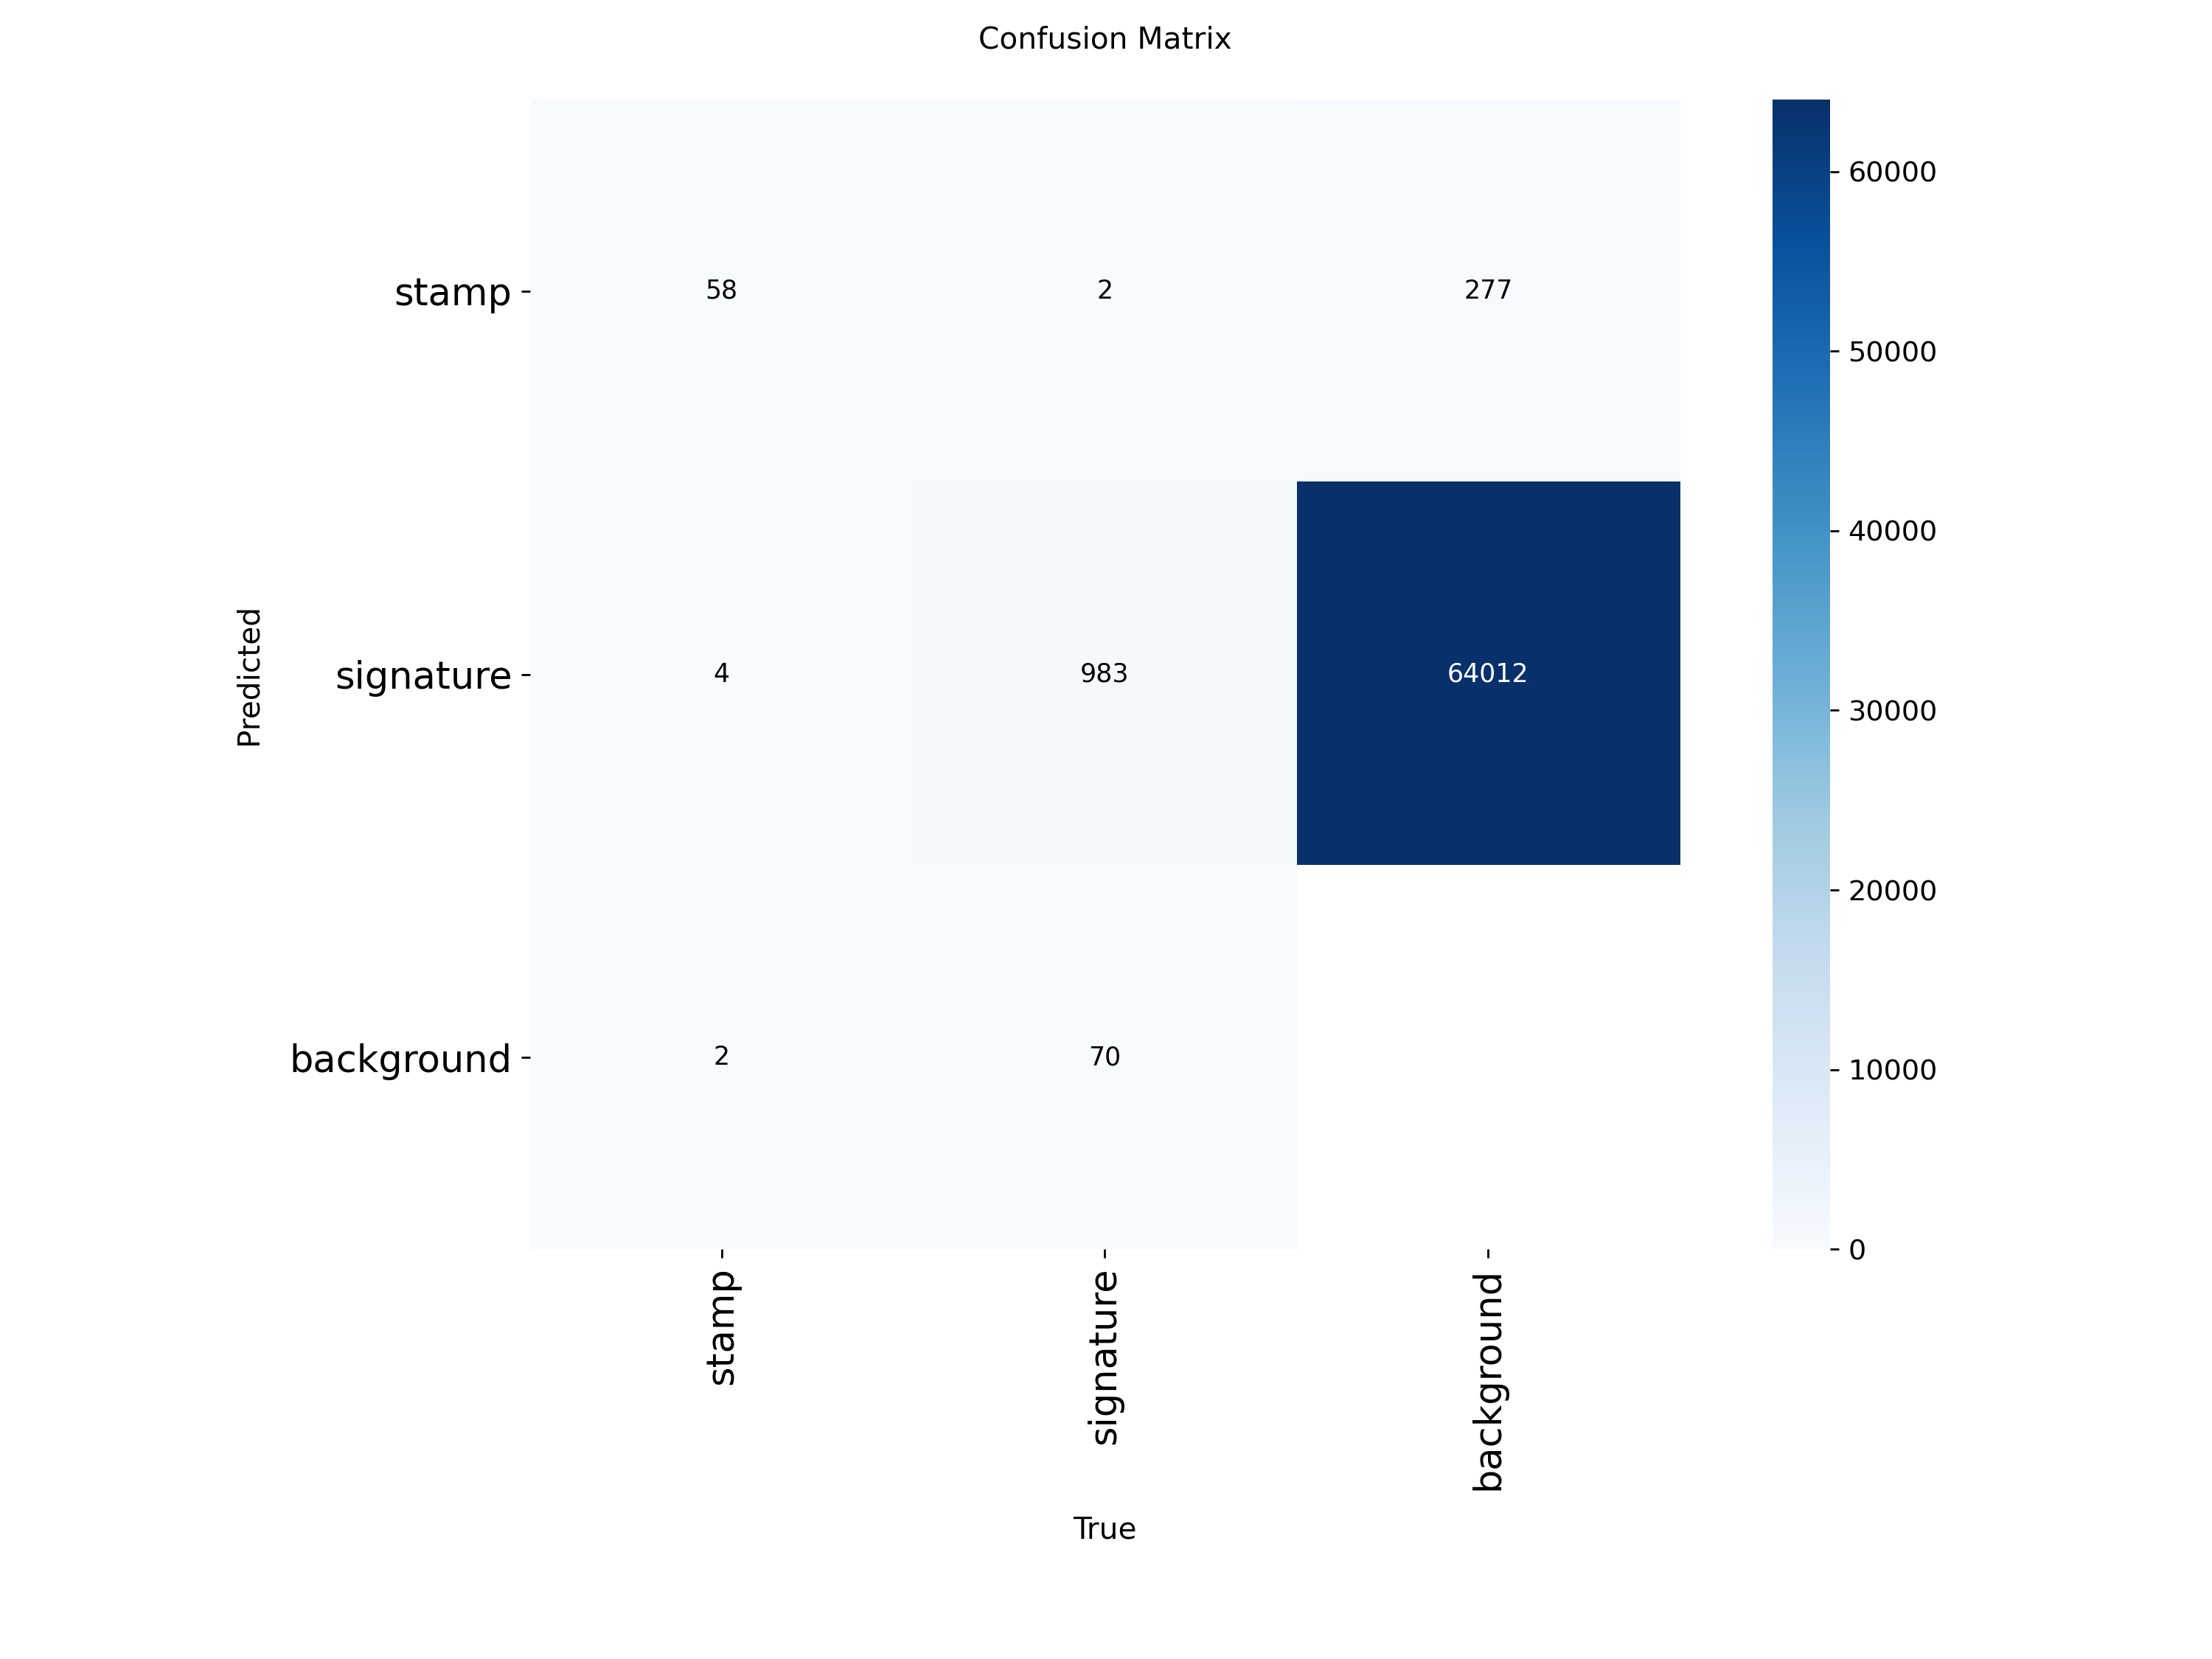 Confusion Matrix
stamp
58 2 277
signature
4 983 64012
background
2 70
Predicted
stamp
signature
background
True
60000
50000
40000
30000
20000
10000
0